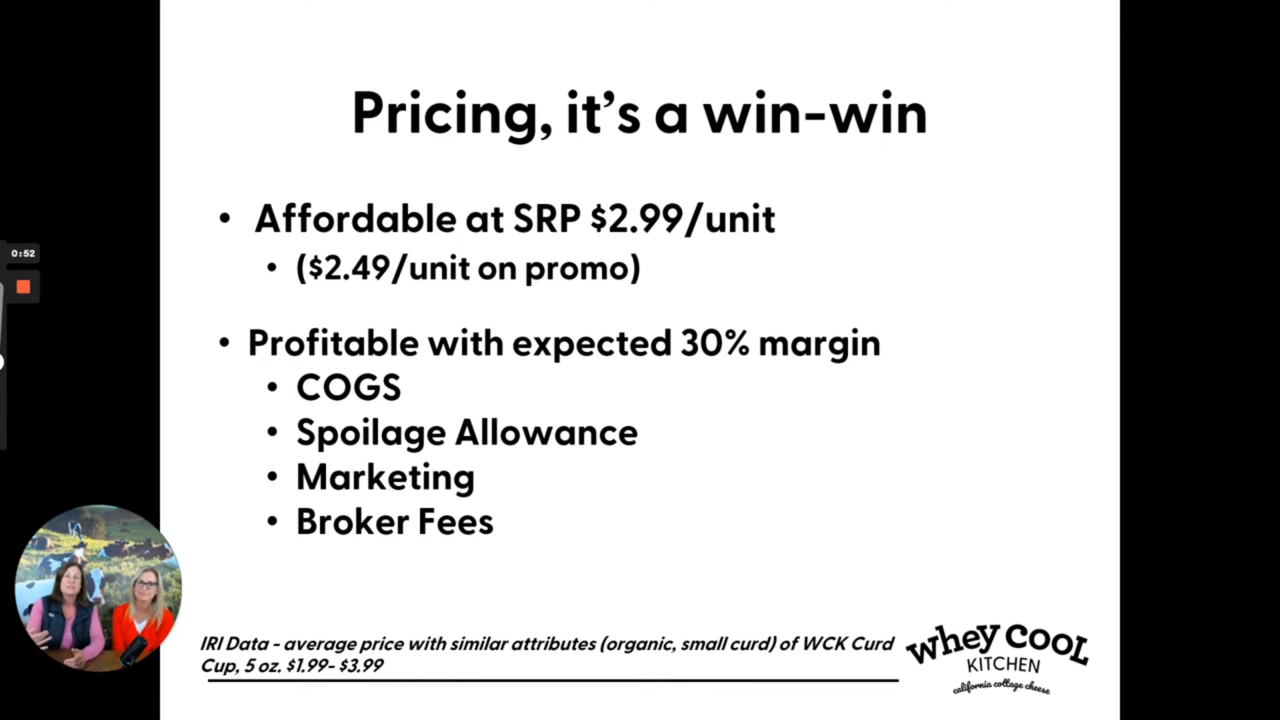 Pricing, it's a win-win
• Affordable at SRP $2.99/unit
• ($2.49/unit on promo)
• Profitable with expected 30% margin
• COGS
• Spoilage Allowance
• Marketing
• Broker Fees
0:52
IRI Data - average price with similar attributes (organic, small curd) of WCK Curd
Cup, 5 oz. $1.99- $3.99
whey COOL
KITCHEN
california cottage cheese